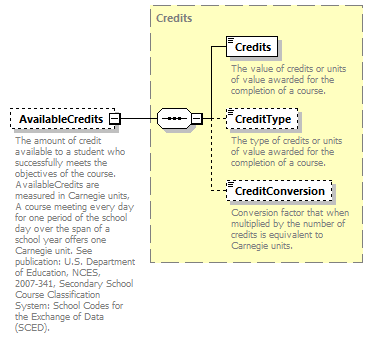 Credits
Credits
The value of credits or units
of value awarded for the
completion of a course.
AvailableCredits
The amount of credit
available to a student who
successfully meets the
objectives of the course.
AvailableCredits are
measured in Carnegie units,
A course meeting every day
for one period of the school
day over the span of a
school year offers one
Carnegie unit. See
publication: U.S. Department
of Education, NCES,
2007-341, Secondary School
Course Classification
System: School Codes for
the Exchange of Data
(SCED).
CreditType
The type of credits or units
of value awarded for the
completion of a course.
CreditConversion
Conversion factor that when
multiplied by the number of
credits is equivalent to
Carnegie units.